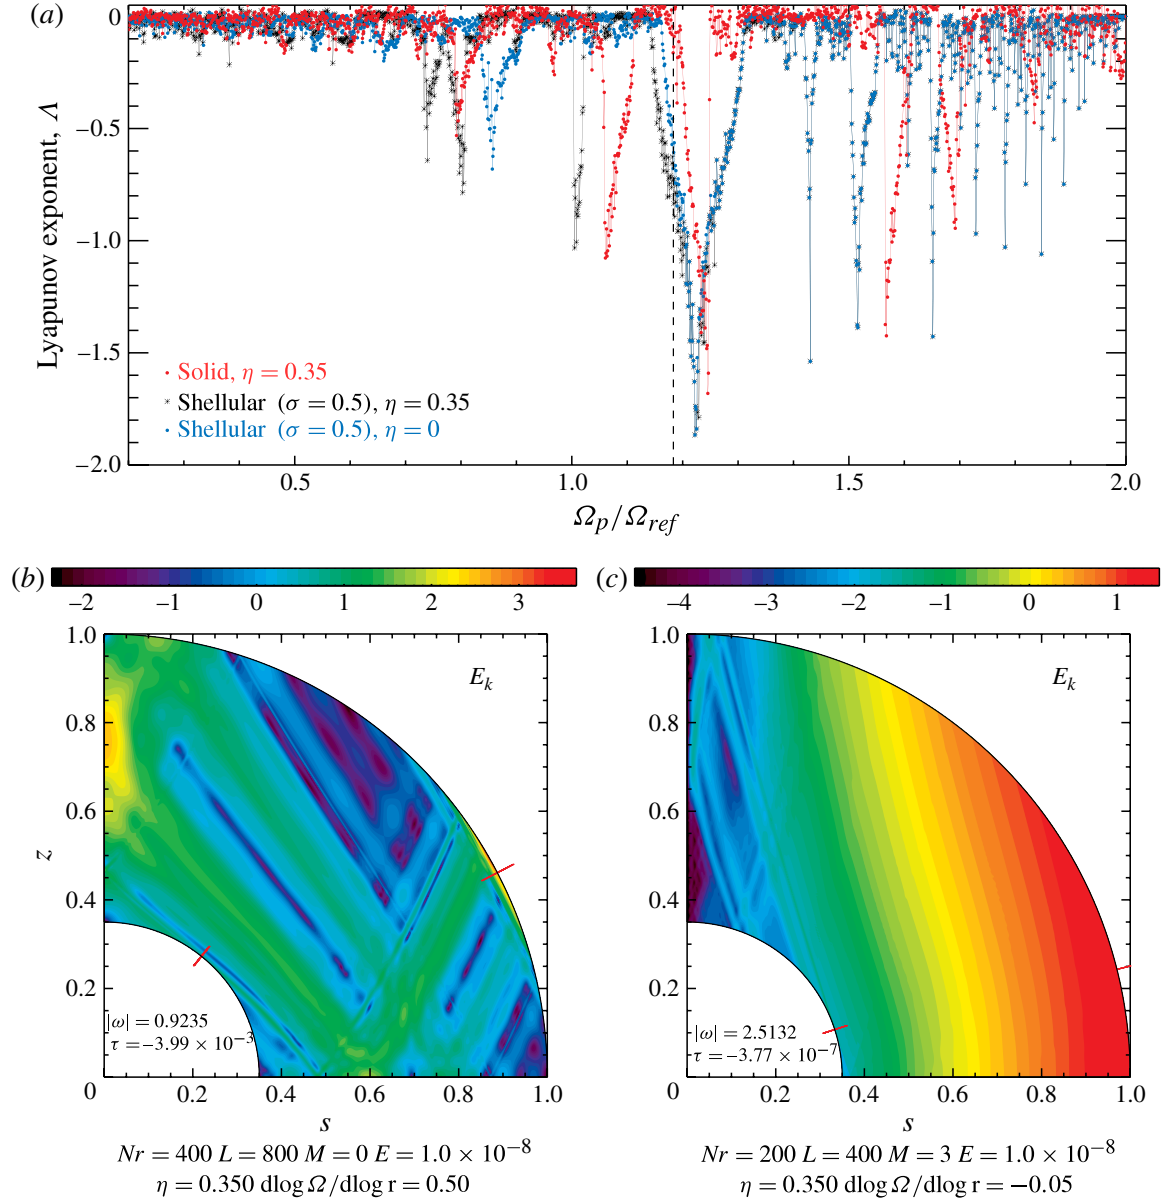 (a)
0
−0.5
−1.0
−1.5
−2.0
Lyapunov exponent, Λ
Solid, η = 0.35
Shellular (σ = 0.5), η = 0.35
Shellular (σ = 0.5), η = 0
0.5 1.0 1.5 2.0
Ω_p/Ω_ref
(b)
−2 −1 0 1 2 3
1.0
0.8
0.6
0.4
0.2
0
z
E_k
|ω| = 0.9235
τ = −3.99 × 10⁻³
0.2 0.4 0.6 0.8 1.0
s
Nr = 400 L = 800 M = 0 E = 1.0 × 10⁻⁸
η = 0.350 dlog Ω/dlog r = 0.50
(c)
−4 −3 −2 −1 0 1
1.0
0.8
0.6
0.4
0.2
0
E_k
|ω| = 2.5132
τ = −3.77 × 10⁻⁷
0.2 0.4 0.6 0.8 1.0
s
Nr = 200 L = 400 M = 3 E = 1.0 × 10⁻⁸
η = 0.350 dlog Ω/dlog r = −0.05